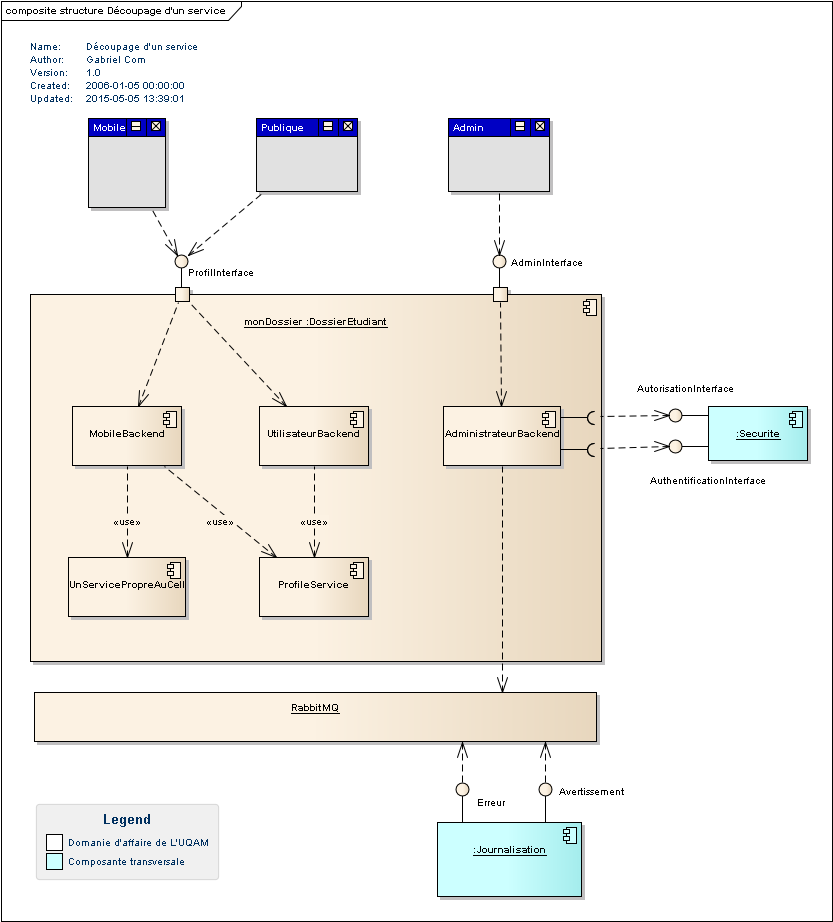 composite structure Découpage d'un service
Name: Découpage d'un service
Author: Gabriel Com
Version: 1.0
Created: 2006-01-05 00:00:00
Updated: 2015-05-05 13:39:01
Mobile
Publique
Admin
ProfilInterface
AdminInterface
monDossier :DossierEtudiant
AutorisationInterface
MobileBackend
UtilisateurBackend
AdministrateurBackend
:Securite
AuthentificationInterface
«use»
«use»
«use»
UnServicePropreAuCell
ProfileService
RabbitMQ
Erreur
Avertissement
:Journalisation
Legend
Domanie d'affaire de L'UQAM
Composante transversale